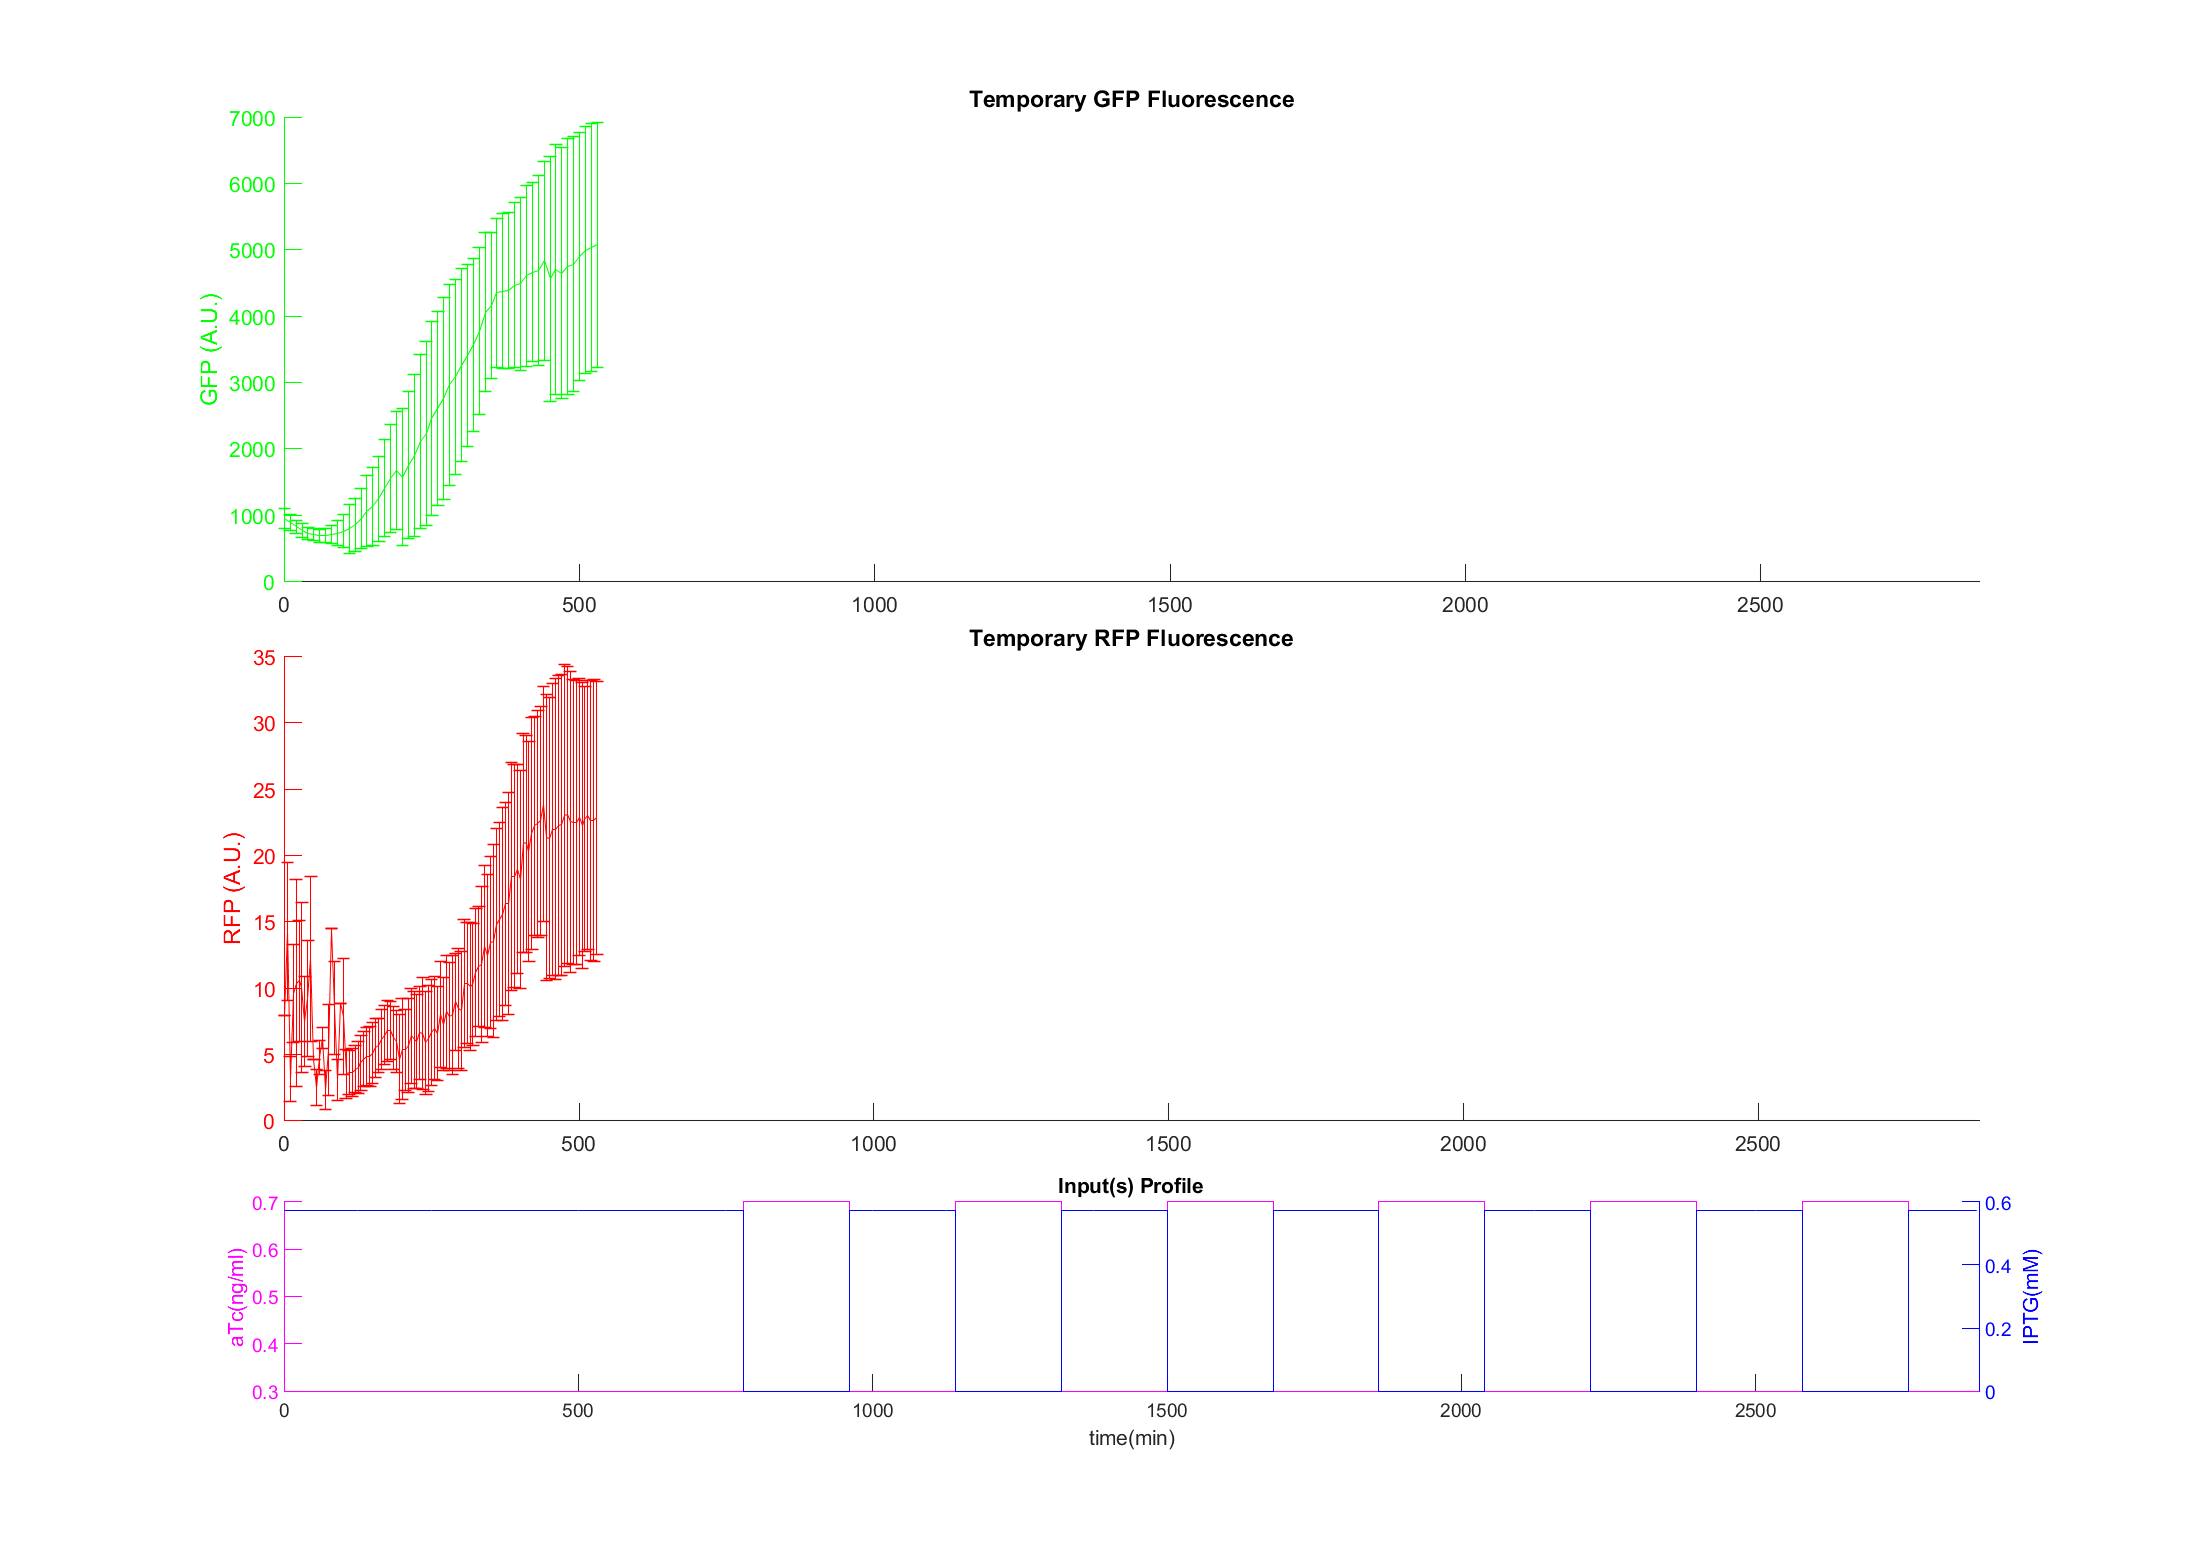 Temporary GFP Fluorescence
7000
6000
5000
4000
3000
2000
1000
0
GFP (A.U.)
0 500 1000 1500 2000 2500
Temporary RFP Fluorescence
35
30
25
20
15
10
5
0
RFP (A.U.)
0 500 1000 1500 2000 2500
Input(s) Profile
0.7
0.6
0.5
0.4
0.3
aTc(ng/ml)
0.6
0.4
0.2
0
IPTG(mM)
0 500 1000 1500 2000 2500
time(min)